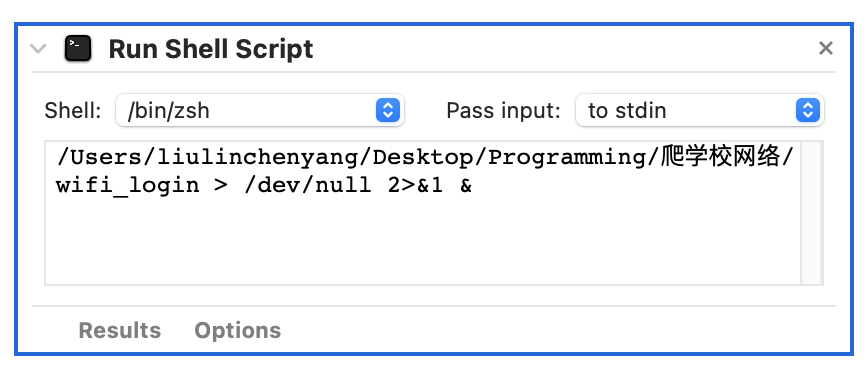 Run Shell Script
Shell: /bin/zsh Pass input: to stdin
/Users/liulinchenyang/Desktop/Programming/爬学校网络/
wifi_login > /dev/null 2>&1 &
Results Options